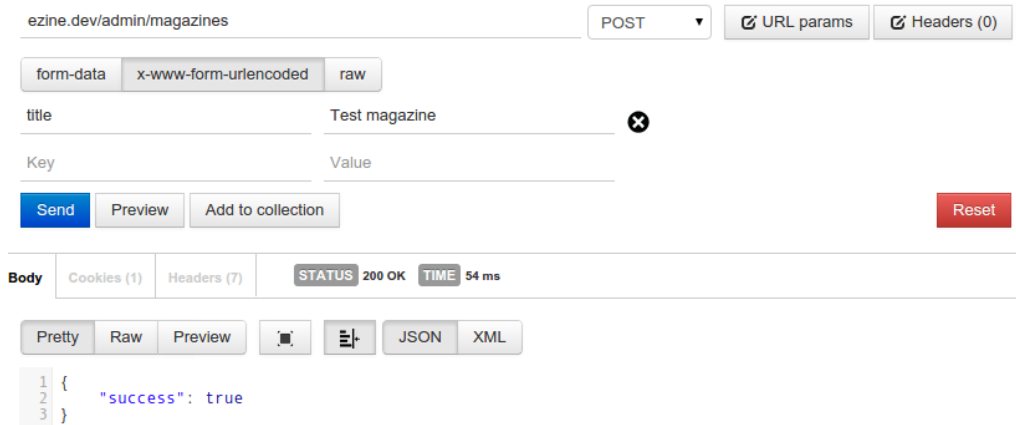 ezine.dev/admin/magazines POST URL params Headers (0)
form-data x-www-form-urlencoded raw
title Test magazine
Key Value
Send Preview Add to collection Reset
Body Cookies (1) Headers (7) STATUS 200 OK TIME 54 ms
Pretty Raw Preview JSON XML
1 {
2 "success": true
3 }